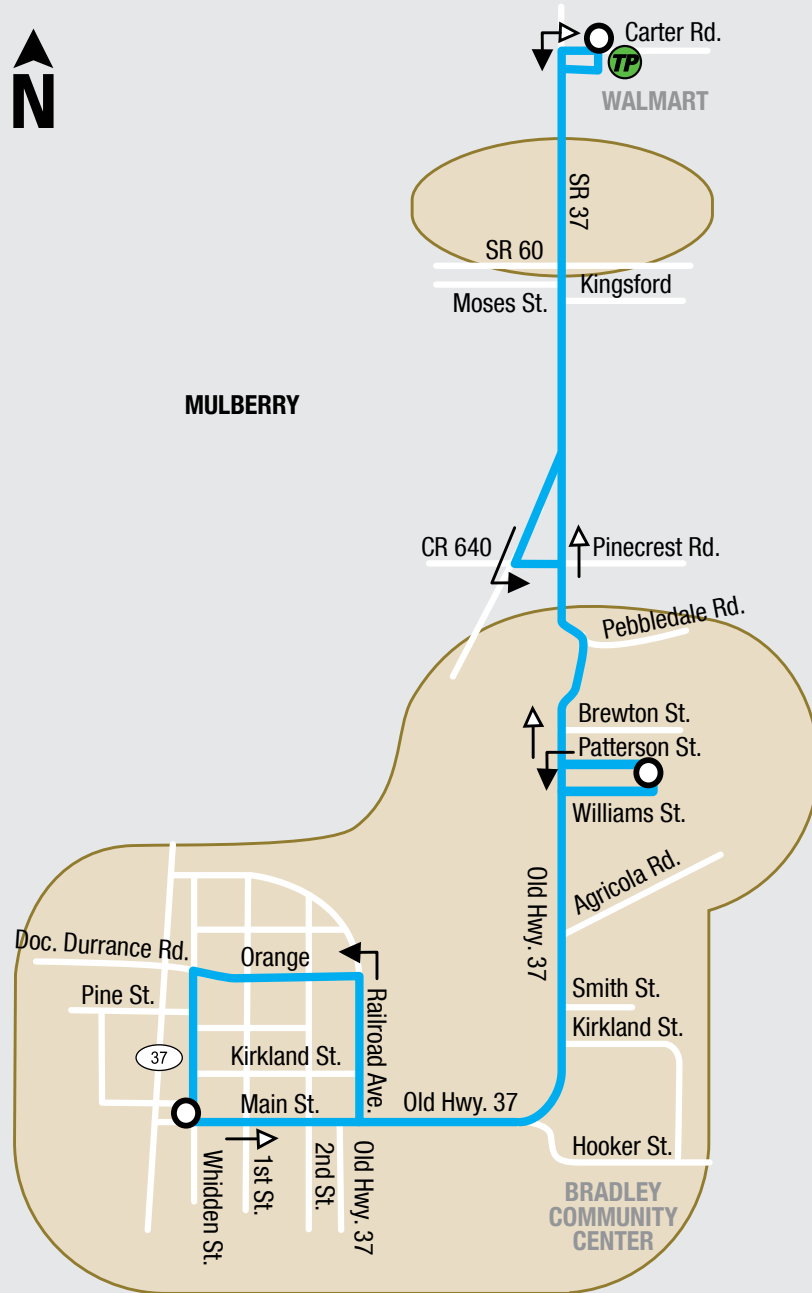 N
Carter Rd.
TP
WALMART
SR 37
SR 60
Kingsford
Moses St.
MULBERRY
CR 640
Pinecrest Rd.
Pebbledale Rd.
Brewton St.
Patterson St.
Williams St.
Agricola Rd.
Old Hwy. 37
Doc. Durrance Rd.
Orange
Pine St.
Smith St.
Railroad Ave.
Kirkland St.
37
Kirkland St.
Main St.
Old Hwy. 37
Hooker St.
Whidden St.
1st St.
2nd St.
Old Hwy. 37
BRADLEY
COMMUNITY
CENTER